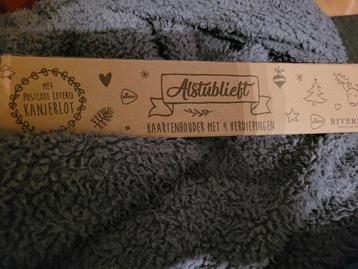 MET
POSTCODE LOTERIJ
KANJERLOT
Alstublieft
KAARTENHOUDER MET 4 VERDIEPINGEN